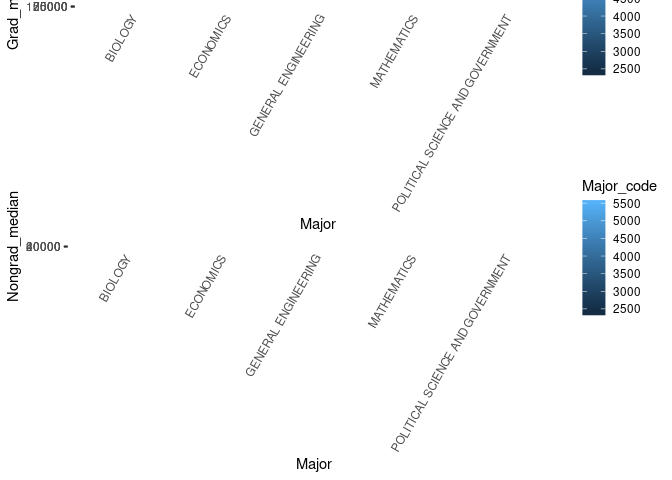 Grad_m
4000
3500
3000
2500
BIOLOGY
ECONOMICS
GENERAL ENGINEERING
MATHEMATICS
POLITICAL SCIENCE AND GOVERNMENT
Major
Major_code
5500
5000
4500
4000
3500
3000
2500
Nongrad_median
BIOLOGY
ECONOMICS
GENERAL ENGINEERING
MATHEMATICS
POLITICAL SCIENCE AND GOVERNMENT
Major